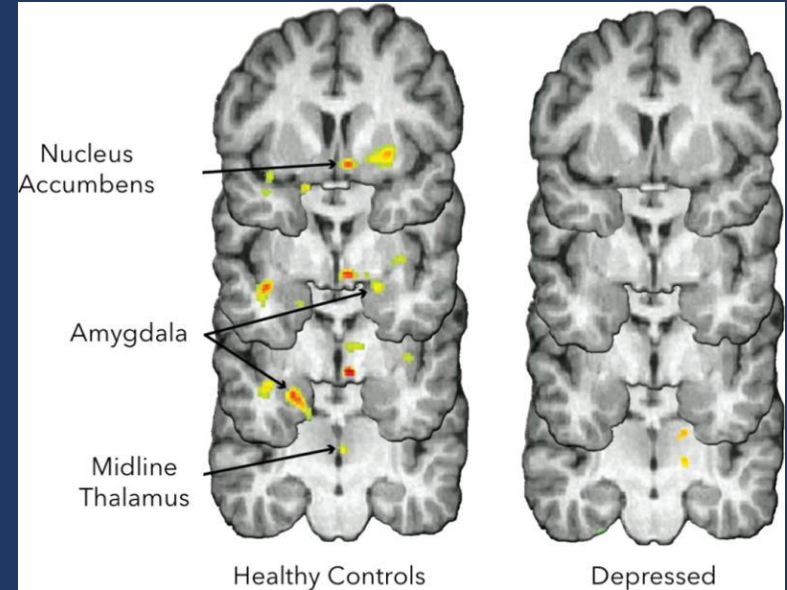 Nucleus
Accumbens
Amygdala
Midline
Thalamus
Healthy Controls
Depressed